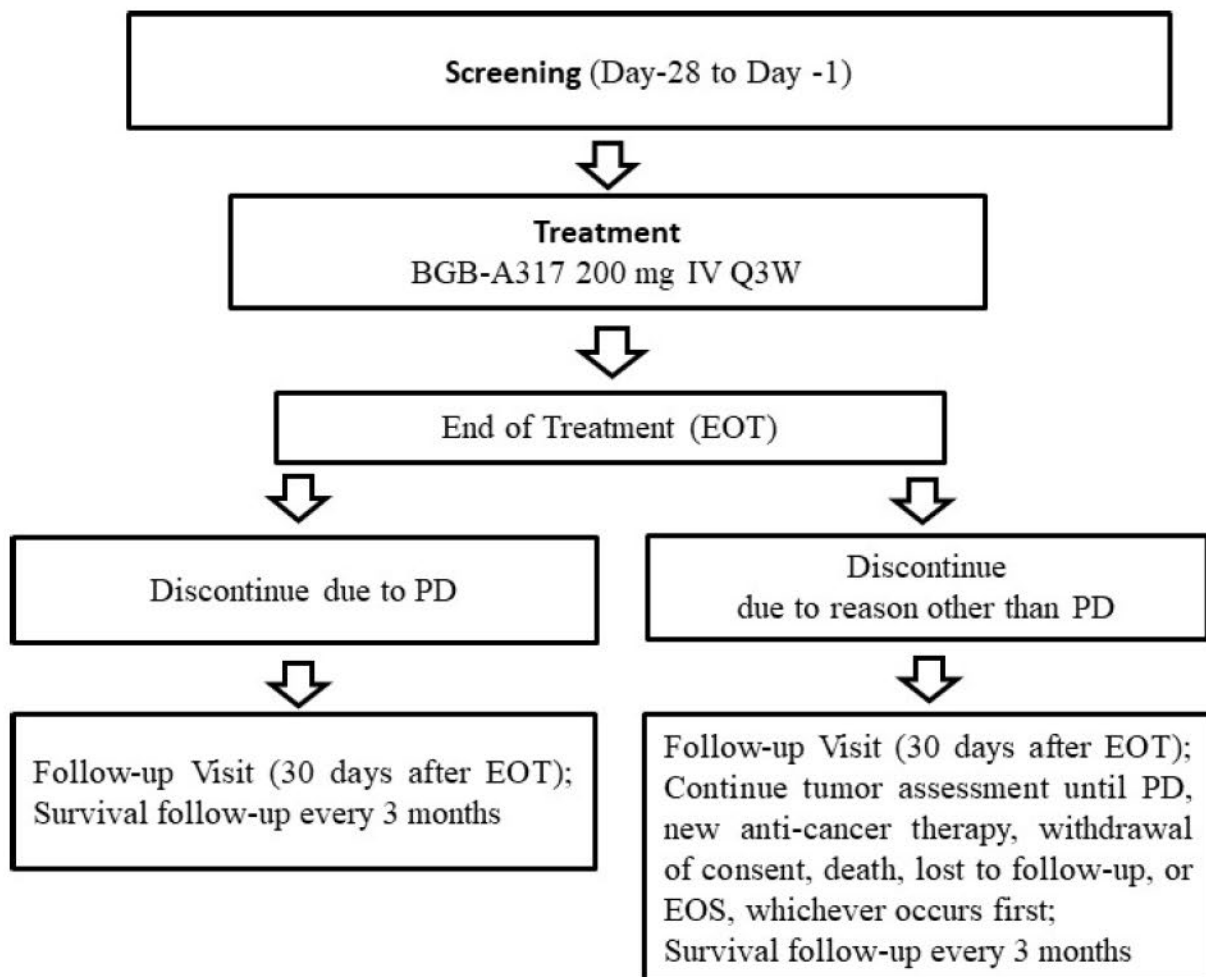 Screening (Day-28 to Day -1)
Treatment
BGB-A317 200 mg IV Q3W
End of Treatment (EOT)
Discontinue due to PD
Discontinue
due to reason other than PD
Follow-up Visit (30 days after EOT);
Survival follow-up every 3 months
Follow-up Visit (30 days after EOT);
Continue tumor assessment until PD,
new anti-cancer therapy, withdrawal
of consent, death, lost to follow-up, or
EOS, whichever occurs first;
Survival follow-up every 3 months